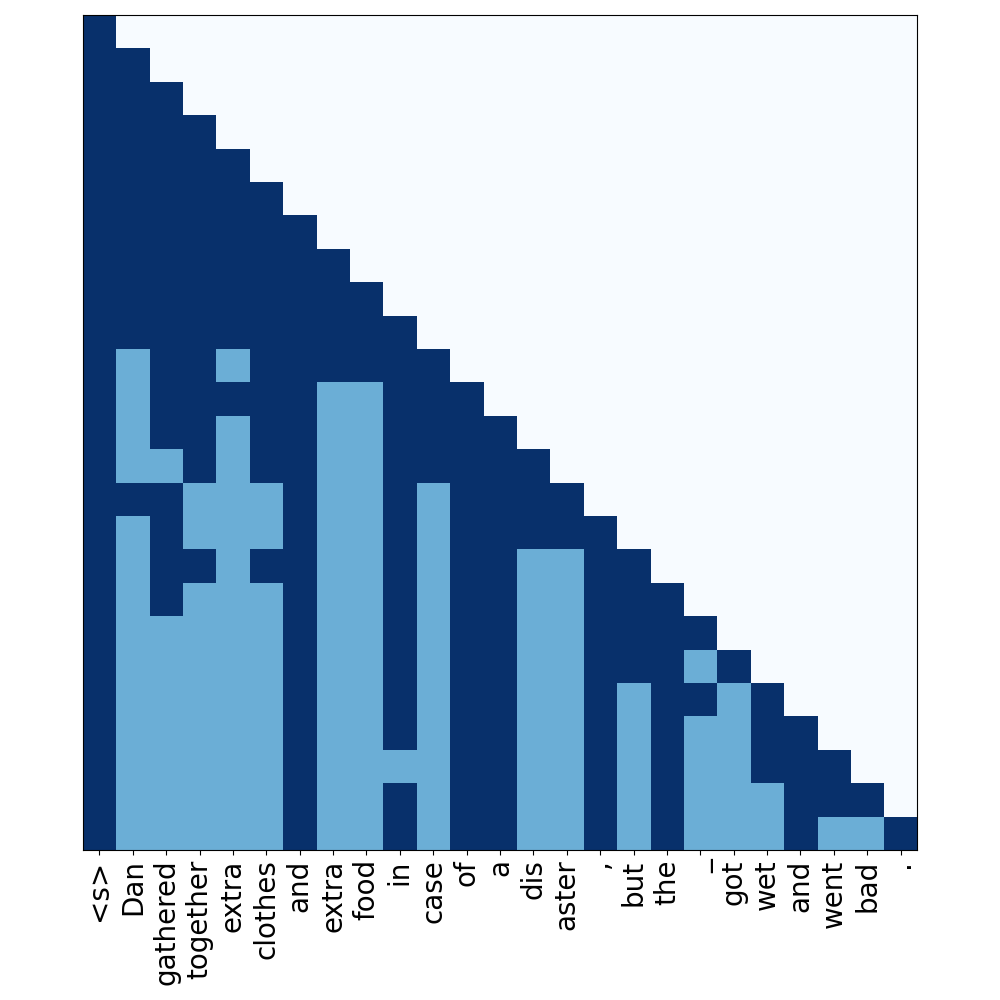 <s> Dan gathered together extra clothes and extra food in case of a dis aster , but the _ got wet and went bad .